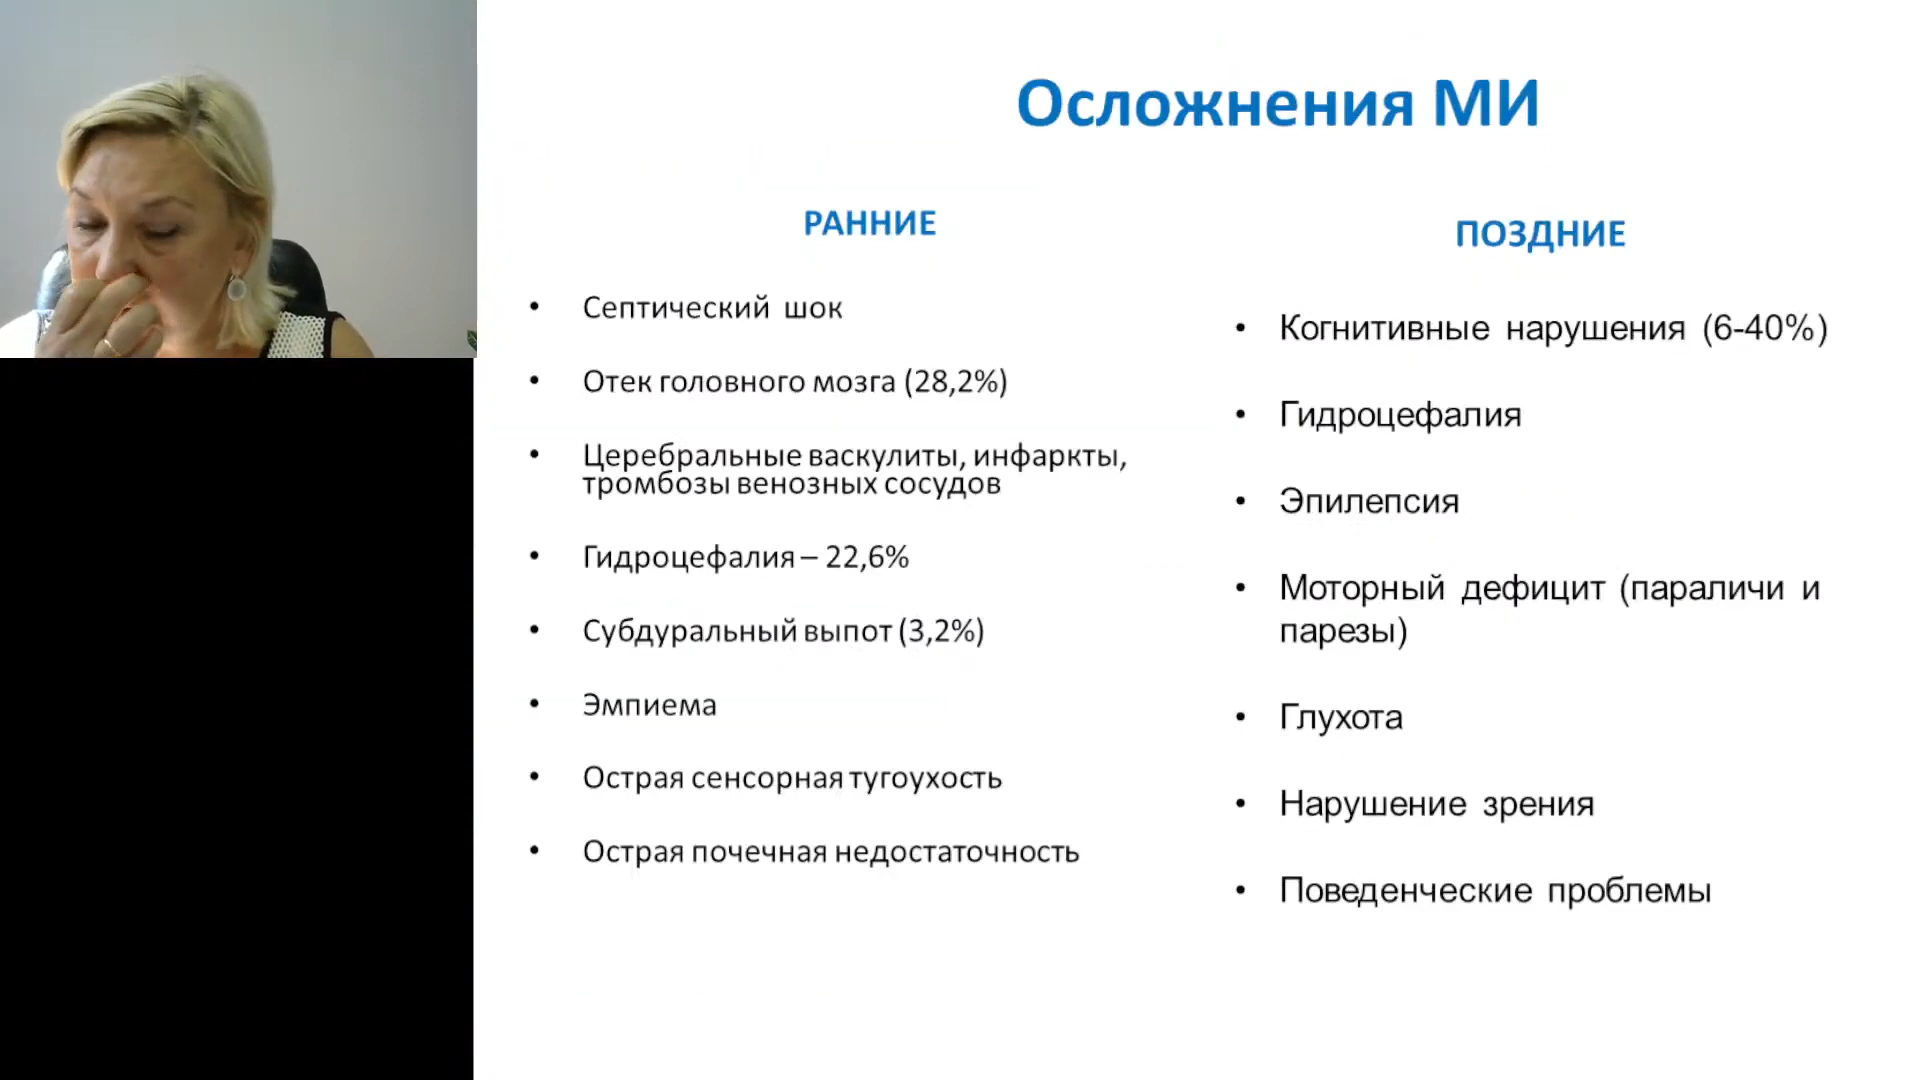 Осложнения МИ
РАННИЕ
• Септический шок
• Отек головного мозга (28,2%)
• Церебральные васкулиты, инфаркты,
тромбозы венозных сосудов
• Гидроцефалия – 22,6%
• Субдуральный выпот (3,2%)
• Эмпиема
• Острая сенсорная тугоухость
• Острая почечная недостаточность
ПОЗДНИЕ
• Когнитивные нарушения (6-40%)
• Гидроцефалия
• Эпилепсия
• Моторный дефицит (параличи и
парезы)
• Глухота
• Нарушение зрения
• Поведенческие проблемы